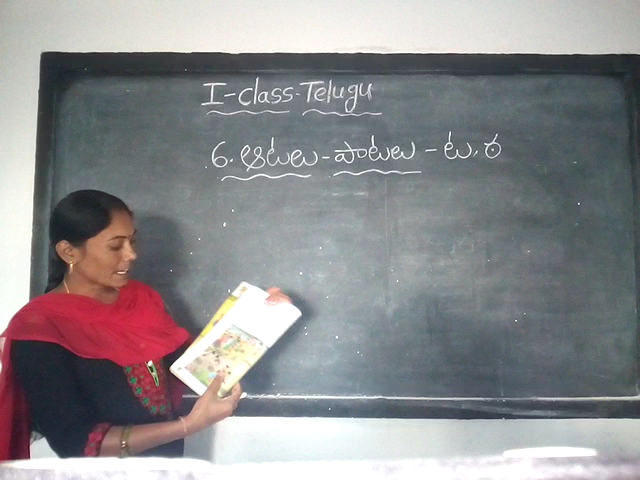 I-class-Telugu
6. ఆటలు - పాటలు - ట, ఠ